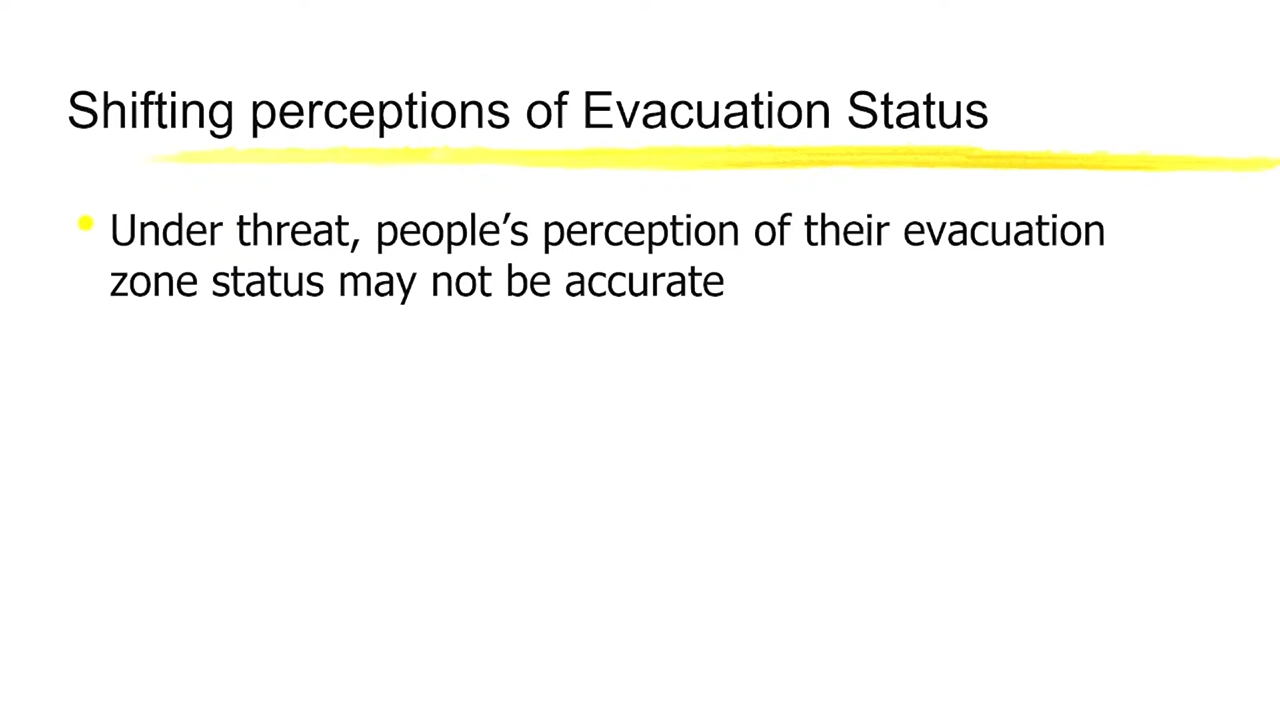 Shifting perceptions of Evacuation Status
Under threat, people’s perception of their evacuation
zone status may not be accurate